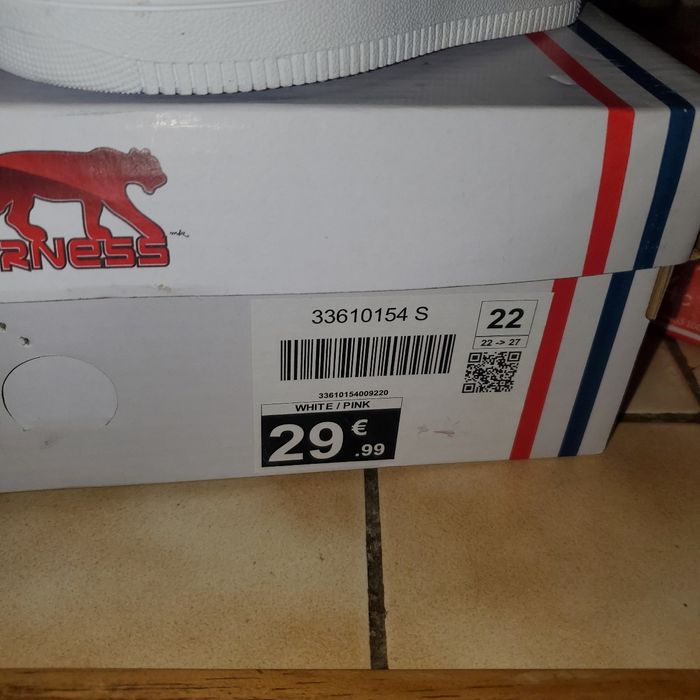 RNESS
33610154 S
22
22 -> 27
33610154009220
WHITE / PINK
29 €.99